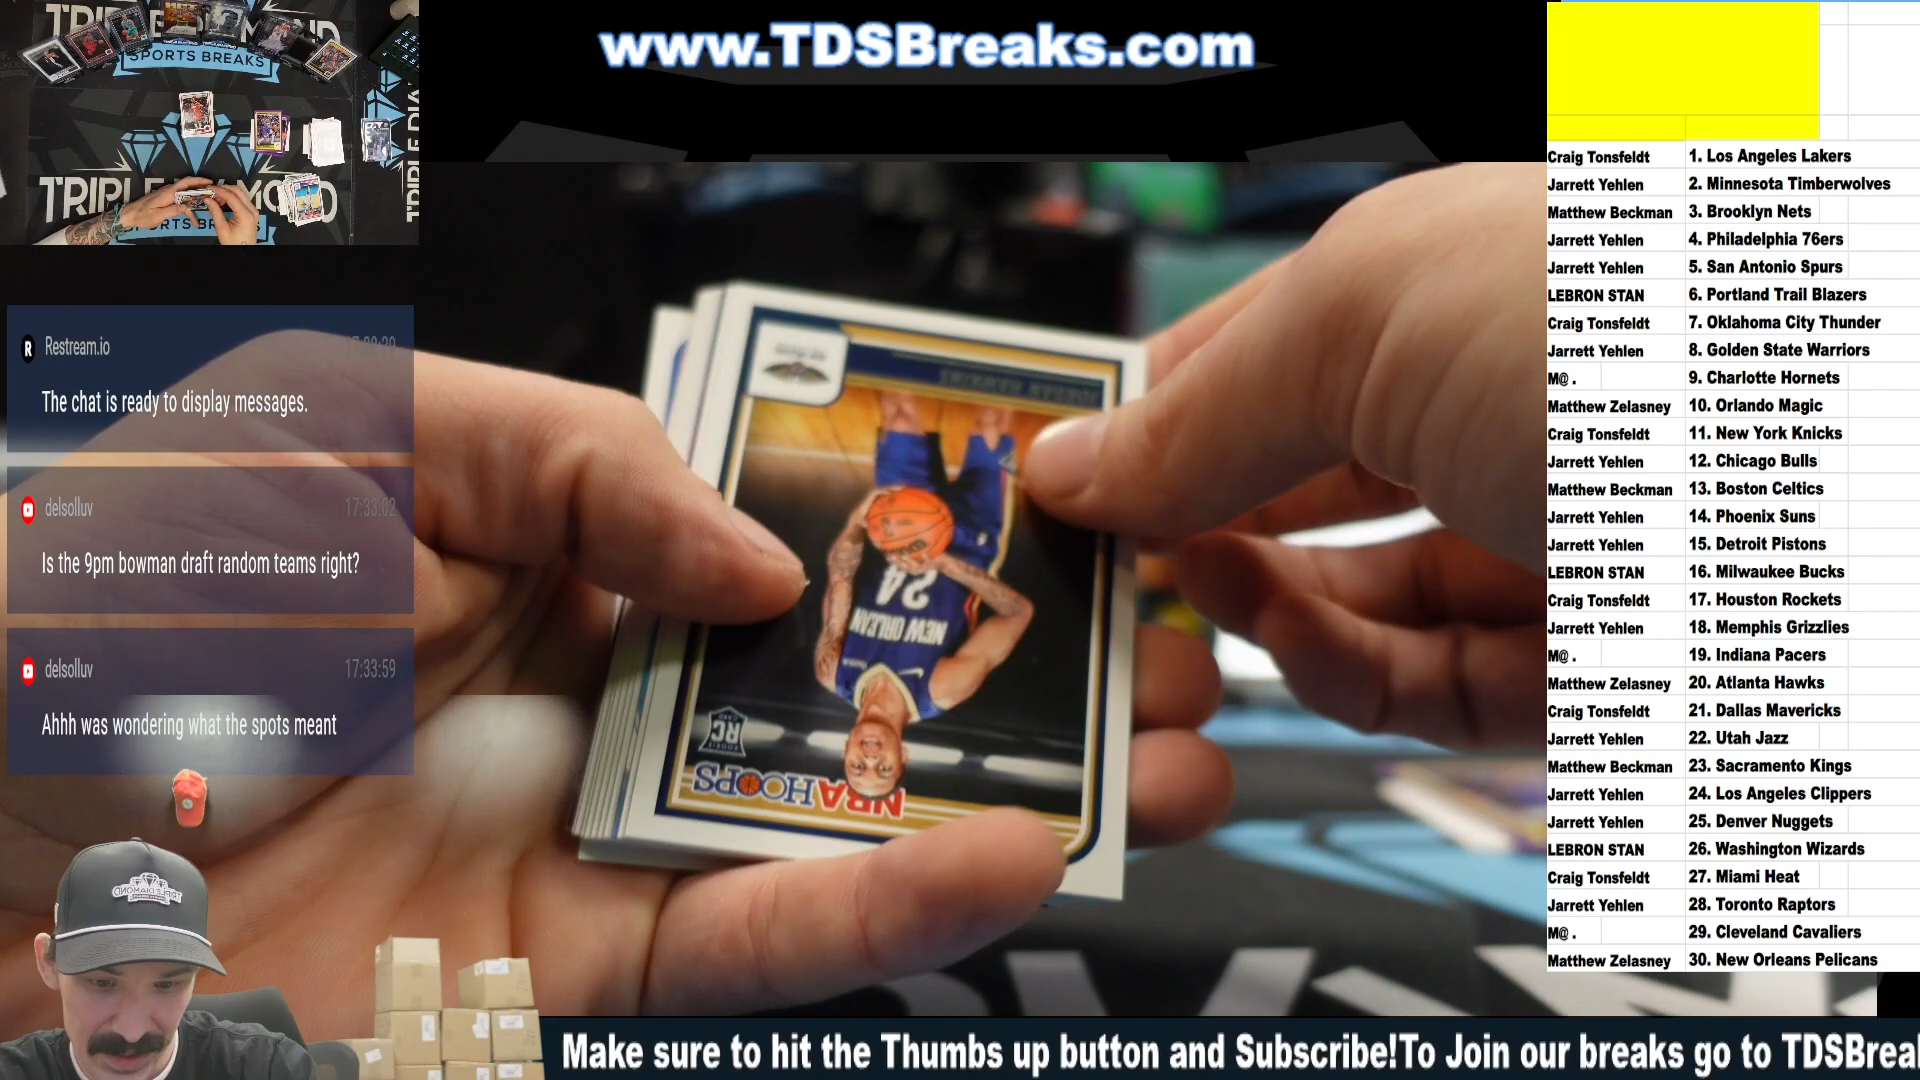 www.TDSBreaks.com
SPORTS BREAKS
TRIPLE DIAMOND
SPORTS BREAKS
Restream.io
The chat is ready to display messages.
delsolluv 17:33:02
Is the 9pm bowman draft random teams right?
delsolluv 17:33:59
Ahhh was wondering what the spots meant
JORDAN HAWKINS
24
NEW ORLEAN
RC
NBA HOOPS
TRIPLE DIAMOND
Craig Tonsfeldt 1. Los Angeles Lakers
Jarrett Yehlen 2. Minnesota Timberwolves
Matthew Beckman 3. Brooklyn Nets
Jarrett Yehlen 4. Philadelphia 76ers
Jarrett Yehlen 5. San Antonio Spurs
LEBRON STAN 6. Portland Trail Blazers
Craig Tonsfeldt 7. Oklahoma City Thunder
Jarrett Yehlen 8. Golden State Warriors
M@ . 9. Charlotte Hornets
Matthew Zelasney 10. Orlando Magic
Craig Tonsfeldt 11. New York Knicks
Jarrett Yehlen 12. Chicago Bulls
Matthew Beckman 13. Boston Celtics
Jarrett Yehlen 14. Phoenix Suns
Jarrett Yehlen 15. Detroit Pistons
LEBRON STAN 16. Milwaukee Bucks
Craig Tonsfeldt 17. Houston Rockets
Jarrett Yehlen 18. Memphis Grizzlies
M@ . 19. Indiana Pacers
Matthew Zelasney 20. Atlanta Hawks
Craig Tonsfeldt 21. Dallas Mavericks
Jarrett Yehlen 22. Utah Jazz
Matthew Beckman 23. Sacramento Kings
Jarrett Yehlen 24. Los Angeles Clippers
Jarrett Yehlen 25. Denver Nuggets
LEBRON STAN 26. Washington Wizards
Craig Tonsfeldt 27. Miami Heat
Jarrett Yehlen 28. Toronto Raptors
M@ . 29. Cleveland Cavaliers
Matthew Zelasney 30. New Orleans Pelicans
Make sure to hit the Thumbs up button and Subscribe!To Join our breaks go to TDSBrea